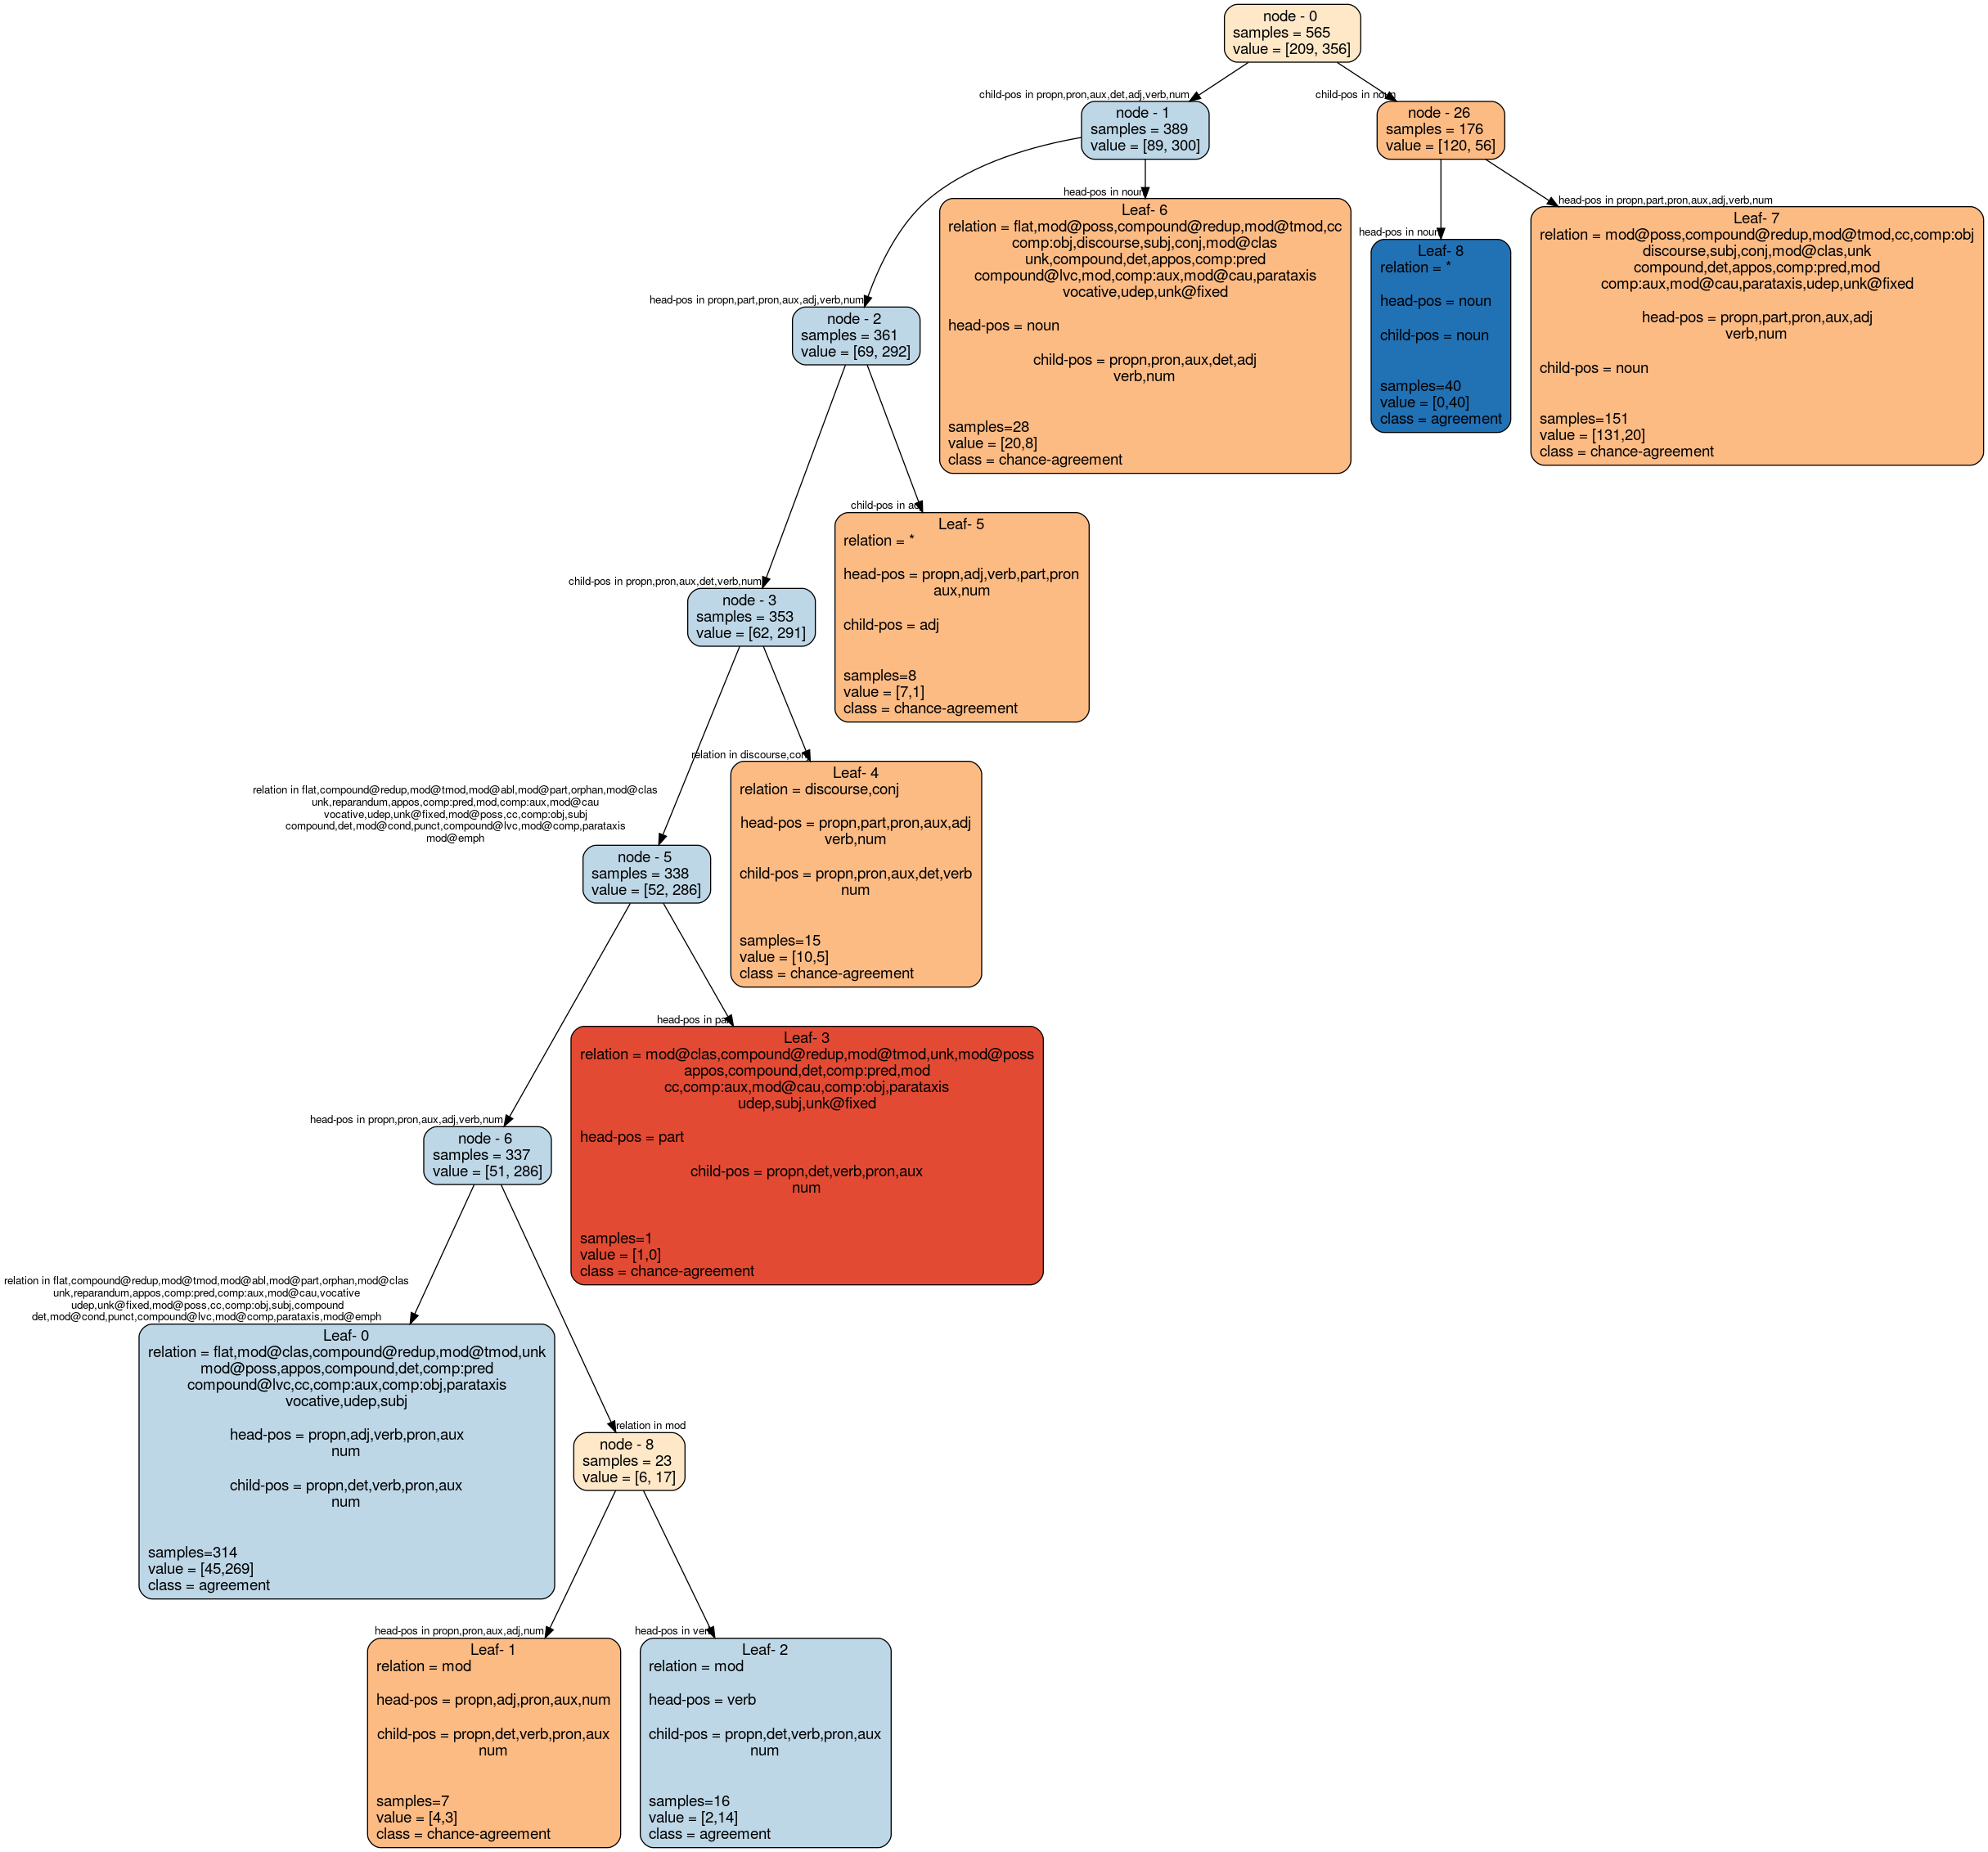 node - 0
samples = 565
value = [209, 356]
child-pos in propn,pron,aux,det,adj,verb,num
child-pos in noun
node - 1
samples = 389
value = [89, 300]
node - 26
samples = 176
value = [120, 56]
head-pos in noun
Leaf- 6
relation = flat,mod@poss,compound@redup,mod@tmod,cc
comp:obj,discourse,subj,conj,mod@clas
unk,compound,det,appos,comp:pred
compound@lvc,mod,comp:aux,mod@cau,parataxis
vocative,udep,unk@fixed
head-pos = noun
child-pos = propn,pron,aux,det,adj
verb,num
samples=28
value = [20,8]
class = chance-agreement
head-pos in noun
Leaf- 8
relation = *
head-pos = noun
child-pos = noun
samples=40
value = [0,40]
class = agreement
head-pos in propn,part,pron,aux,adj,verb,num
Leaf- 7
relation = mod@poss,compound@redup,mod@tmod,cc,comp:obj
discourse,subj,conj,mod@clas,unk
compound,det,appos,comp:pred,mod
comp:aux,mod@cau,parataxis,udep,unk@fixed
head-pos = propn,part,pron,aux,adj
verb,num
child-pos = noun
samples=151
value = [131,20]
class = chance-agreement
head-pos in propn,part,pron,aux,adj,verb,num
node - 2
samples = 361
value = [69, 292]
child-pos in adj
Leaf- 5
relation = *
head-pos = propn,adj,verb,part,pron
aux,num
child-pos = adj
samples=8
value = [7,1]
class = chance-agreement
child-pos in propn,pron,aux,det,verb,num
node - 3
samples = 353
value = [62, 291]
relation in discourse,conj
Leaf- 4
relation = discourse,conj
head-pos = propn,part,pron,aux,adj
verb,num
child-pos = propn,pron,aux,det,verb
num
samples=15
value = [10,5]
class = chance-agreement
relation in flat,compound@redup,mod@tmod,mod@abl,mod@part,orphan,mod@clas
unk,reparandum,appos,comp:pred,mod,comp:aux,mod@cau
vocative,udep,unk@fixed,mod@poss,cc,comp:obj,subj
compound,det,mod@cond,punct,compound@lvc,mod@comp,parataxis
mod@emph
node - 5
samples = 338
value = [52, 286]
head-pos in part
Leaf- 3
relation = mod@clas,compound@redup,mod@tmod,unk,mod@poss
appos,compound,det,comp:pred,mod
cc,comp:aux,mod@cau,comp:obj,parataxis
udep,subj,unk@fixed
head-pos = part
child-pos = propn,det,verb,pron,aux
num
samples=1
value = [1,0]
class = chance-agreement
head-pos in propn,pron,aux,adj,verb,num
node - 6
samples = 337
value = [51, 286]
relation in flat,compound@redup,mod@tmod,mod@abl,mod@part,orphan,mod@clas
unk,reparandum,appos,comp:pred,comp:aux,mod@cau,vocative
udep,unk@fixed,mod@poss,cc,comp:obj,subj,compound
det,mod@cond,punct,compound@lvc,mod@comp,parataxis,mod@emph
Leaf- 0
relation = flat,mod@clas,compound@redup,mod@tmod,unk
mod@poss,appos,compound,det,comp:pred
compound@lvc,cc,comp:aux,comp:obj,parataxis
vocative,udep,subj
head-pos = propn,adj,verb,pron,aux
num
child-pos = propn,det,verb,pron,aux
num
samples=314
value = [45,269]
class = agreement
relation in mod
node - 8
samples = 23
value = [6, 17]
head-pos in propn,pron,aux,adj,num
Leaf- 1
relation = mod
head-pos = propn,adj,pron,aux,num
child-pos = propn,det,verb,pron,aux
num
samples=7
value = [4,3]
class = chance-agreement
head-pos in verb
Leaf- 2
relation = mod
head-pos = verb
child-pos = propn,det,verb,pron,aux
num
samples=16
value = [2,14]
class = agreement